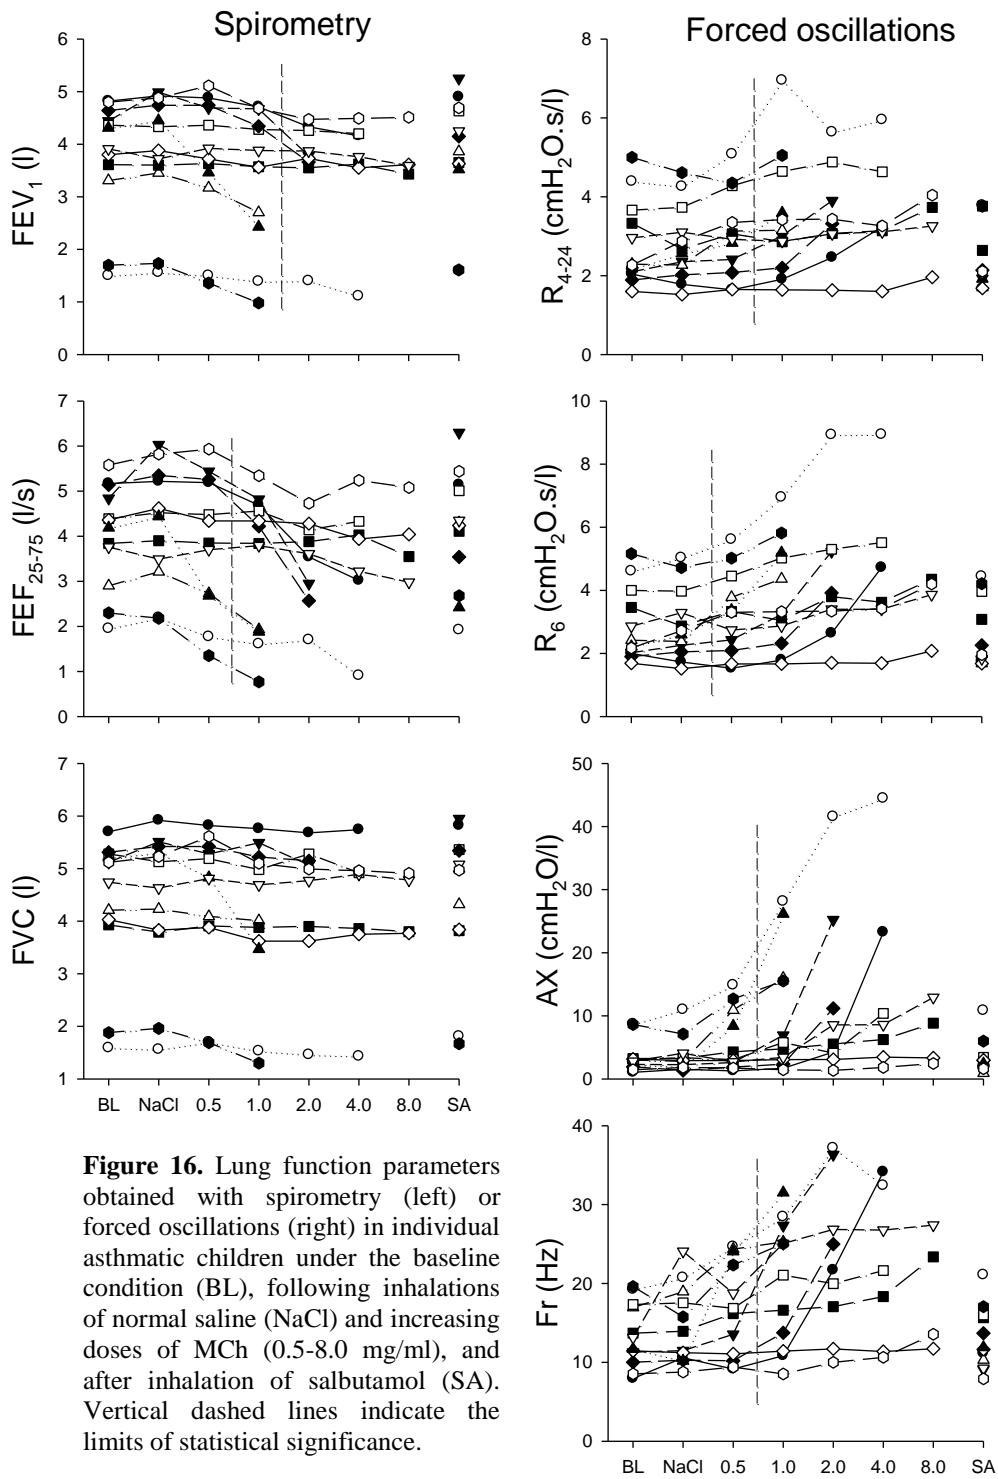 Spirometry
6
5
4
3
2
1
0
FEV1 (l)
7
6
5
4
3
2
1
0
FEF25-75 (l/s)
7
6
5
4
3
2
1
FVC (l)
BL NaCl 0.5 1.0 2.0 4.0 8.0 SA
Figure 16. Lung function parameters
obtained with spirometry (left) or
forced oscillations (right) in individual
asthmatic children under the baseline
condition (BL), following inhalations
of normal saline (NaCl) and increasing
doses of MCh (0.5-8.0 mg/ml), and
after inhalation of salbutamol (SA).
Vertical dashed lines indicate the
limits of statistical significance.
Forced oscillations
8
6
4
2
0
R4-24 (cmH2O.s/l)
10
8
6
4
2
0
R6 (cmH2O.s/l)
50
40
30
20
10
0
AX (cmH2O/l)
40
30
20
10
0
Fr (Hz)
BL NaCl 0.5 1.0 2.0 4.0 8.0 SA